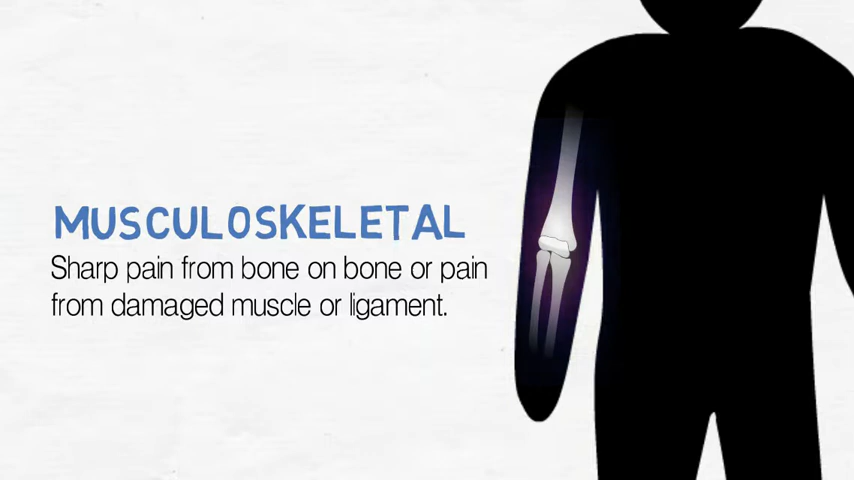 MUSCULOSKELETAL
Sharp pain from bone on bone or pain
from damaged muscle or ligament.